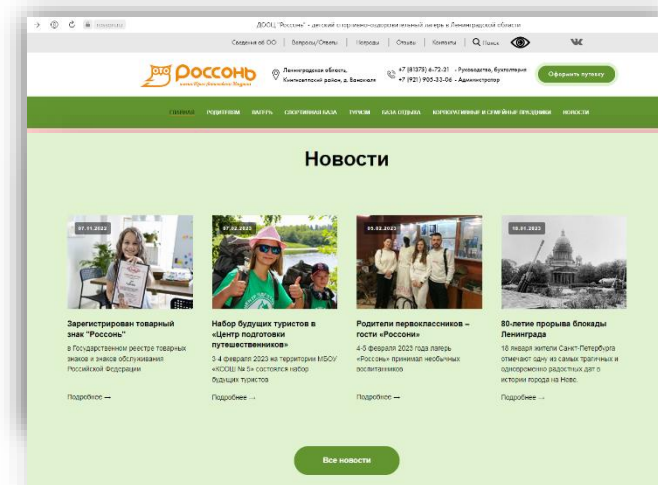 ДООЦ "Россонь" - детский спортивно-оздоровительный лагерь в Ленинградской области
Сведения об ОО | Вопросы/Ответы | Награды | Отзывы | Контакты | Поиск
РОССОНЬ
Ленинградская область,
Кингисеппский район, д. Ванакюля
+7 (81375) 6-72-21 - Руководство, бухгалтерия
+7 (921) 905-33-06 - Администратор
Оформить путевку
ГЛАВНАЯ РОДИТЕЛЯМ ЛАГЕРЬ СПОРТИВНАЯ БАЗА ТУРИЗМ БАЗА ОТДЫХА КОРПОРАТИВНЫЕ И СЕМЕЙНЫЕ ПРАЗДНИКИ НОВОСТИ
Новости
07.11.2022
Зарегистрирован товарный
знак "Россонь"
в Государственном реестре товарных
знаков и знаков обслуживания
Российской Федерации
Подробнее →
07.02.2023
Набор будущих туристов в
«Центр подготовки
путешественников»
3-4 февраля 2023 на территории МБОУ
«КСОШ № 5» состоялся набор
будущих туристов
Подробнее →
05.02.2023
Родители первоклассников –
гости «Россони»
4-5 февраля 2023 года лагерь
«Россонь» принимал необычных
воспитанников
Подробнее →
18.01.2023
80-летие прорыва блокады
Ленинграда
18 января жители Санкт-Петербурга
отмечают одну из самых трагичных и
одновременно радостных дат в
истории города на Неве.
Подробнее →
Все новости